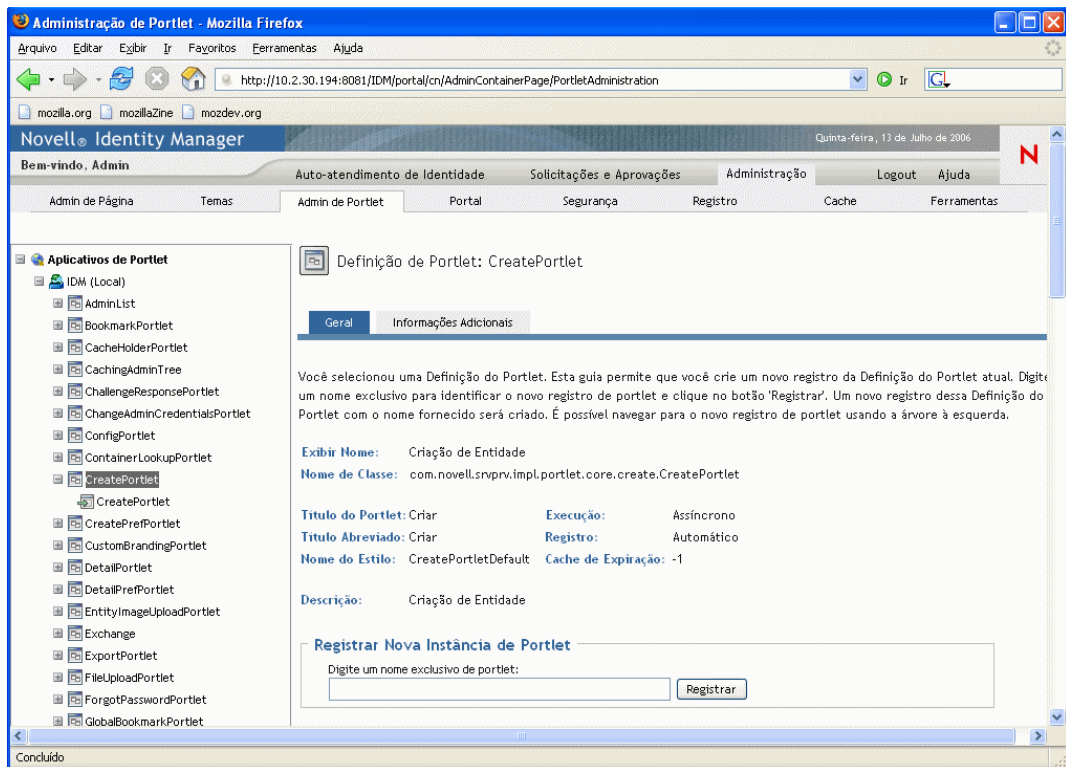 Administração de Portlet - Mozilla Firefox
Arquivo Editar Exibir Ir Favoritos Ferramentas Ajuda
http://10.2.30.194:8081/IDM/portal/cn/AdminContainerPage/PortletAdministration Ir G
mozilla.org mozillaZine mozdev.org
Novell® Identity Manager Quinta-feira, 13 de Julho de 2006
N
Bem-vindo, Admin
Auto-atendimento de Identidade Solicitações e Aprovações Administração Logout Ajuda
Admin de Página Temas Admin de Portlet Portal Segurança Registro Cache Ferramentas
Aplicativos de Portlet
IDM (Local)
AdminList
BookmarkPortlet
CacheHolderPortlet
CachingAdminTree
ChallengeResponsePortlet
ChangeAdminCredentialsPortlet
ConfigPortlet
ContainerLookupPortlet
CreatePortlet
CreatePortlet
CreatePrefPortlet
CustomBrandingPortlet
DetailPortlet
DetailPrefPortlet
EntityImageUploadPortlet
Exchange
ExportPortlet
FileUploadPortlet
ForgotPasswordPortlet
GlobalBookmarkPortlet
Definição de Portlet: CreatePortlet
Geral Informações Adicionais
Você selecionou uma Definição do Portlet. Esta guia permite que você crie um novo registro da Definição do Portlet atual. Digite
um nome exclusivo para identificar o novo registro de portlet e clique no botão 'Registrar'. Um novo registro dessa Definição do
Portlet com o nome fornecido será criado. É possível navegar para o novo registro de portlet usando a árvore à esquerda.
Exibir Nome: Criação de Entidade
Nome de Classe: com.novell.srvprv.impl.portlet.core.create.CreatePortlet
Título do Portlet: Criar Execução: Assíncrono
Título Abreviado: Criar Registro: Automático
Nome do Estilo: CreatePortletDefault Cache de Expiração: -1
Descrição: Criação de Entidade
Registrar Nova Instância de Portlet
Digite um nome exclusivo de portlet:
Registrar
Concluído